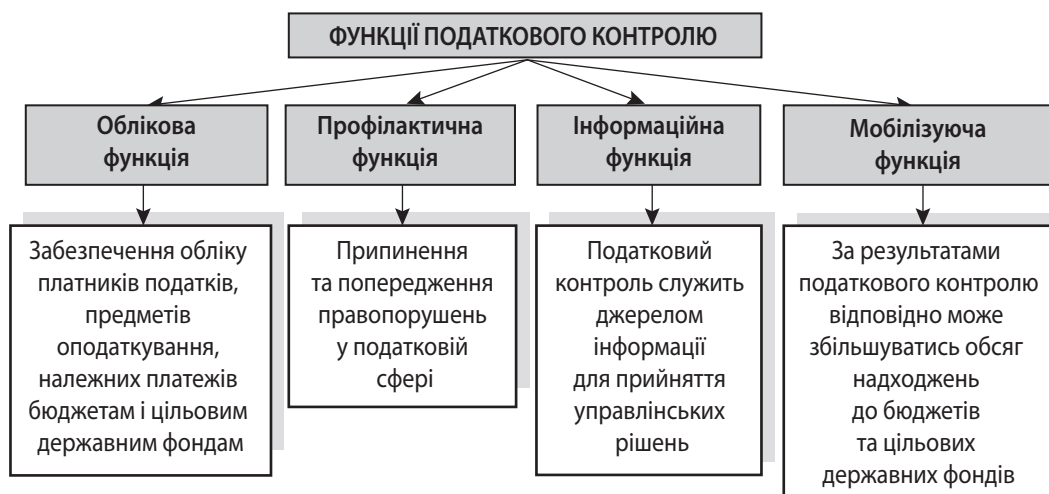 ФУНКЦІЇ ПОДАТКОВОГО КОНТРОЛЮ
Облікова
функція
Профілактична
функція
Інформаційна
функція
Мобілізуюча
функція
Забезпечення обліку
платників податків,
предметів
оподаткування,
належних платежів
бюджетам і цільовим
державним фондам
Припинення
та попередження
правопорушень
у податковій
сфері
Податковий
контроль служить
джерелом
інформації
для прийняття
управлінських
рішень
За результатами
податкового контролю
відповідно може
збільшуватись обсяг
надходжень
до бюджетів
та цільових
державних фондів